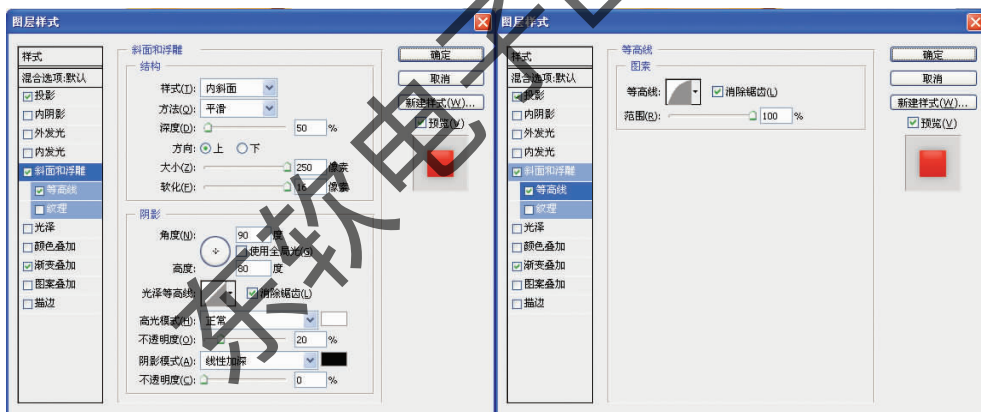 图层样式
样式
混合选项:默认
投影
内阴影
外发光
内发光
斜面和浮雕
等高线
纹理
光泽
颜色叠加
渐变叠加
图案叠加
描边
斜面和浮雕
结构
样式(T): 内斜面
方法(Q): 平滑
深度(D): 50 %
方向: 上 下
大小(Z): 250 像素
软化(F): 16 像素
阴影
角度(N): 90 度
使用全局光(G)
高度: 80 度
光泽等高线: 消除锯齿(L)
高光模式(H): 正常
不透明度(O): 20 %
阴影模式(A): 线性加深
不透明度(C): 0 %
确定
取消
新建样式(W)...
预览(V)
图层样式
样式
混合选项:默认
投影
内阴影
外发光
内发光
斜面和浮雕
等高线
纹理
光泽
颜色叠加
渐变叠加
图案叠加
描边
等高线
图素
等高线: 消除锯齿(L)
范围(R): 100 %
确定
取消
新建样式(W)...
预览(V)
东软电子